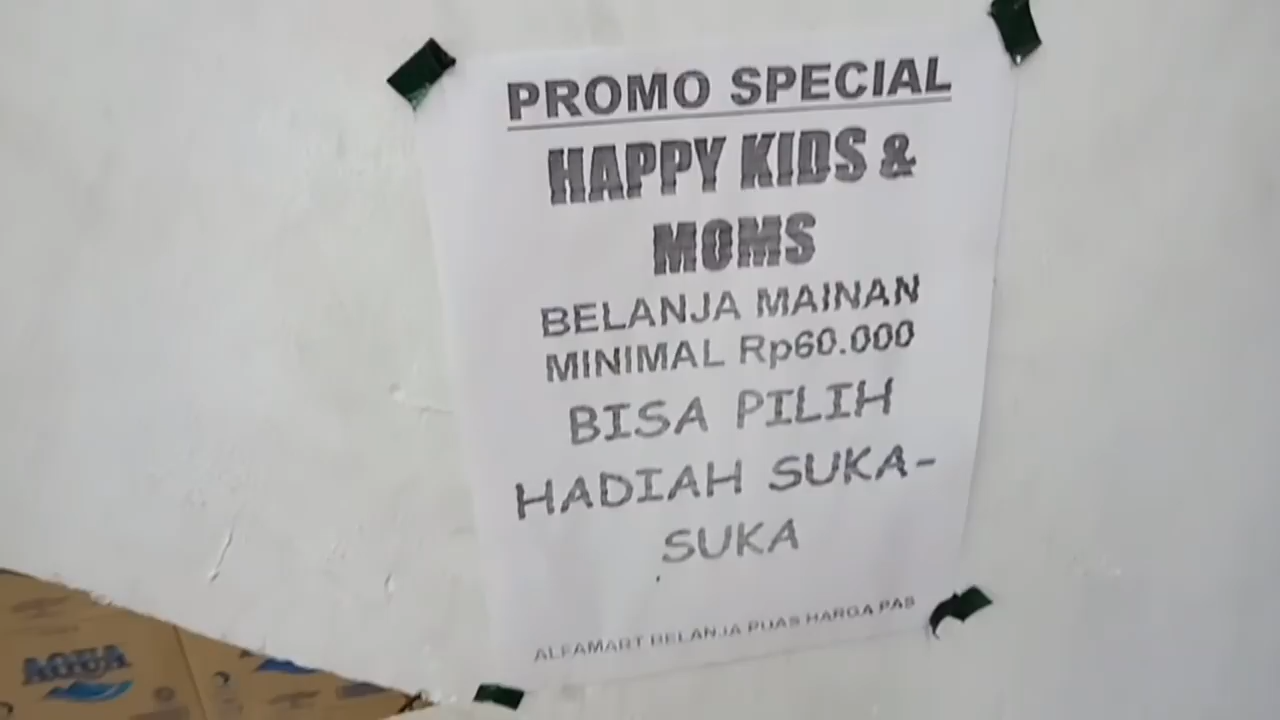 PROMO SPECIAL
HAPPY KIDS &
MOMS
BELANJA MAINAN
MINIMAL Rp60.000
BISA PILIH
HADIAH SUKA-
SUKA
ALFAMART BELANJA PUAS HARGA PAS
AQUA